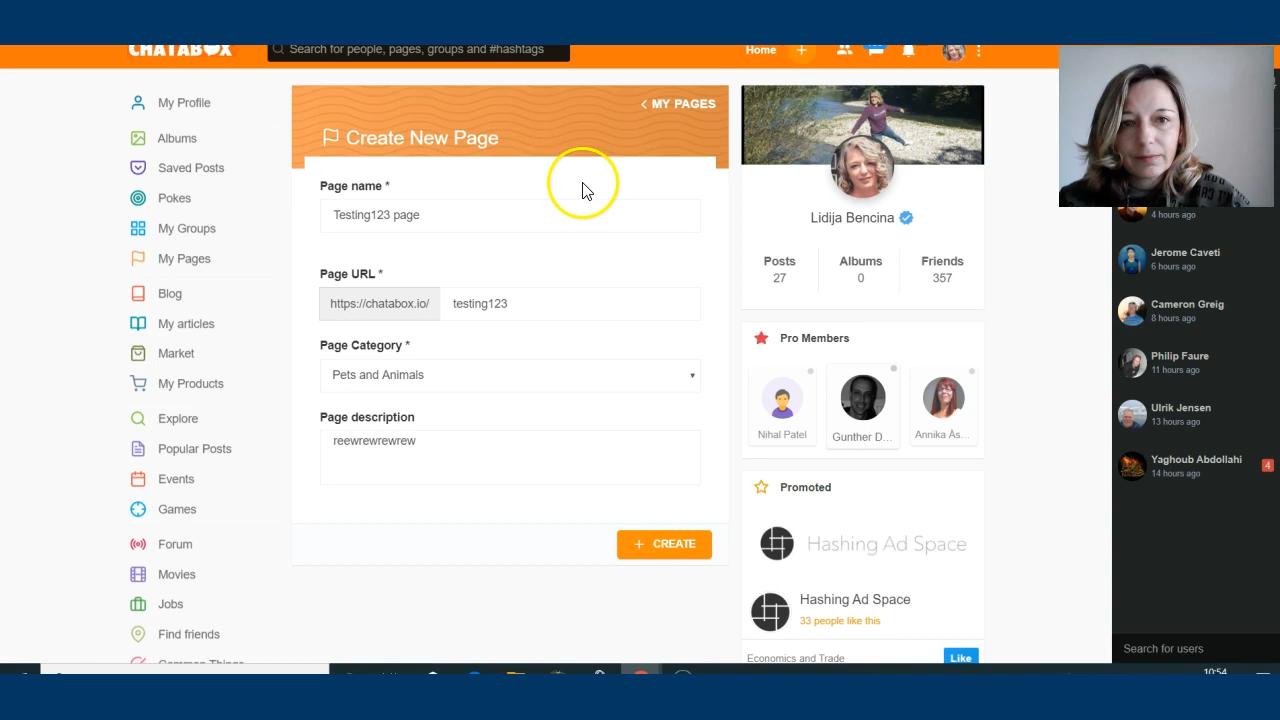 CHATABOX
Search for people, pages, groups and #hashtags
Home
My Profile
Albums
Saved Posts
Pokes
My Groups
My Pages
Blog
My articles
Market
My Products
Explore
Popular Posts
Events
Games
Forum
Movies
Jobs
Find friends
Common Things
MY PAGES
Create New Page
Page name *
Testing123 page
Page URL *
https://chatabox.io/ testing123
Page Category *
Pets and Animals
Page description
reewrewrewrew
+ CREATE
Lidija Bencina
Posts Albums Friends
27 0 357
Pro Members
Nihal Patel Gunther D... Annika Ås...
Promoted
Hashing Ad Space
Hashing Ad Space
33 people like this
Economics and Trade Like
4 hours ago
Jerome Caveti
6 hours ago
Cameron Greig
8 hours ago
Philip Faure
11 hours ago
Ulrik Jensen
13 hours ago
Yaghoub Abdollahi 4
14 hours ago
Search for users
10:54